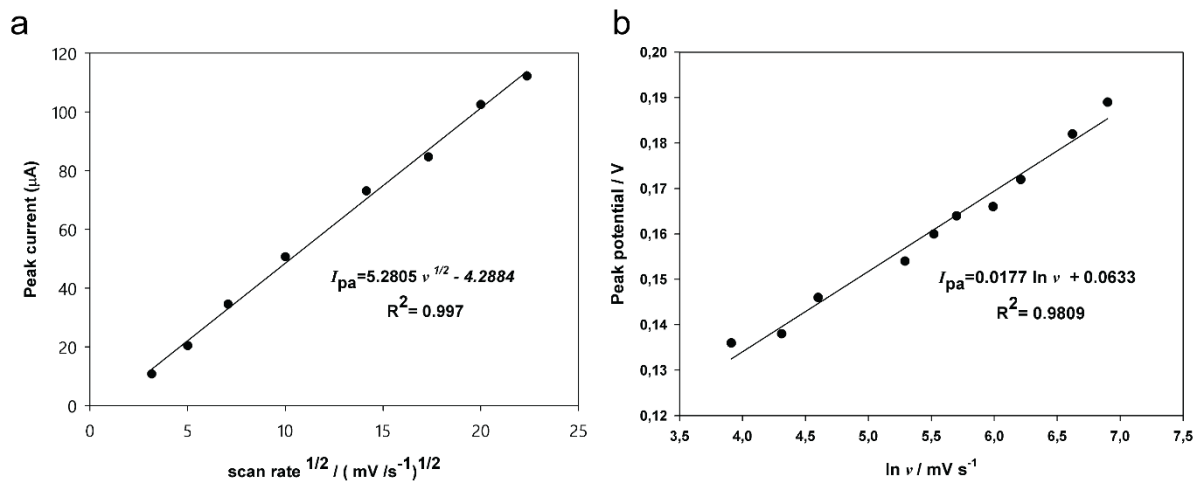 a
120
100
80
60
40
20
0
0 5 10 15 20 25
Peak current (μA)
scan rate 1/2 / ( mV /s-1)1/2
Ipa=5.2805 v 1/2 - 4.2884
R2= 0.997
b
0,20
0,19
0,18
0,17
0,16
0,15
0,14
0,13
0,12
3,5 4,0 4,5 5,0 5,5 6,0 6,5 7,0 7,5
Peak potential / V
ln v / mV s-1
Ipa=0.0177 ln v + 0.0633
R2= 0.9809